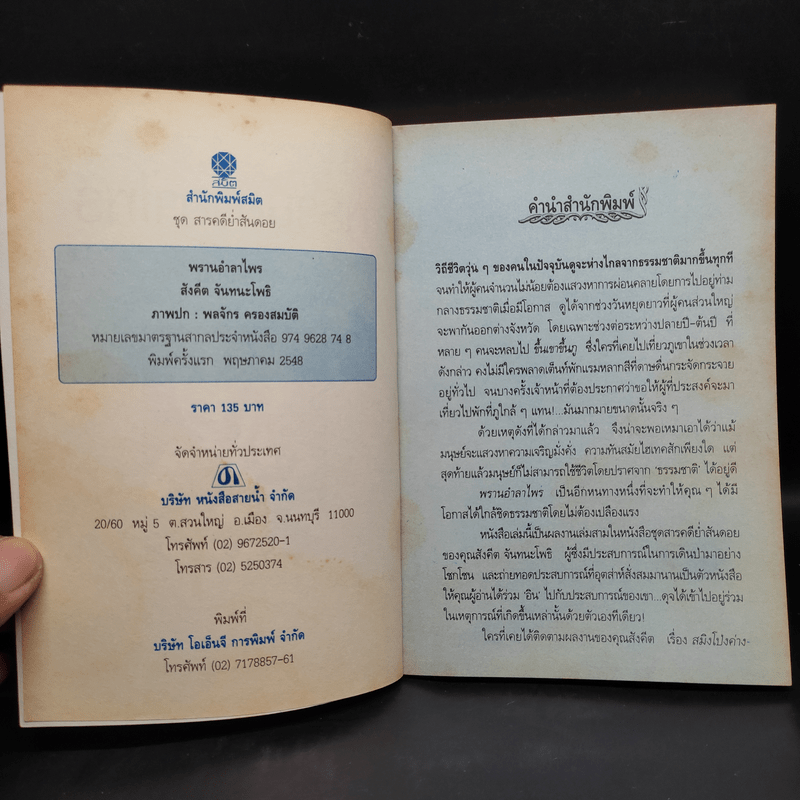 สมิต
สำนักพิมพ์สมิต
ชุด สารคดีย่ำสันดอย
พรานอำลาไพร
สังคีต จันทนะโพธิ
ภาพปก : พลจักร ครองสมบัติ
หมายเลขมาตรฐานสากลประจำหนังสือ 974 9628 74 8
พิมพ์ครั้งแรก พฤษภาคม 2548
ราคา 135 บาท
จัดจำหน่ายทั่วประเทศ
บริษัท หนังสือสายน้ำ จำกัด
20/60 หมู่ 5 ต.สวนใหญ่ อ.เมือง จ.นนทบุรี 11000
โทรศัพท์ (02) 9672520-1
โทรสาร (02) 5250374
พิมพ์ที่
บริษัท โอเอ็นจี การพิมพ์ จำกัด
โทรศัพท์ (02) 7178857-61
คำนำสำนักพิมพ์
วิถีชีวิตวุ่น ๆ ของคนในปัจจุบันดูจะห่างไกลจากธรรมชาติมากขึ้นทุกที
จนทำให้ผู้คนจำนวนไม่น้อยต้องแสวงหาการผ่อนคลายโดยการไปอยู่ท่าม
กลางธรรมชาติเมื่อมีโอกาส ดูได้จากช่วงวันหยุดยาวที่ผู้คนส่วนใหญ่
จะพากันออกต่างจังหวัด โดยเฉพาะช่วงต่อระหว่างปลายปี-ต้นปี ที่
หลาย ๆ คนจะหลบไป ขึ้นเขาขึ้นภู ซึ่งใครที่เคยไปเที่ยวภูเขาในช่วงเวลา
ดังกล่าว คงไม่มีใครพลาดเต็นท์พักแรมหลากสีที่ดาษดื่นกระจัดกระจวย
อยู่ทั่วไป จนบางครั้งเจ้าหน้าที่ต้องประกาศว่าขอให้ผู้ที่ประสงค์จะมา
เที่ยวไปพักที่ภูใกล้ ๆ แทน!...มันมากมายขนาดนั้นจริง ๆ
ด้วยเหตุดังที่ได้กล่าวมาแล้ว จึงน่าจะพอเหมาเอาได้ว่าแม้
มนุษย์จะแสวงหาความเจริญมั่งคั่ง ความทันสมัยไฮเทคสักเพียงใด แต่
สุดท้ายแล้วมนุษย์ก็ไม่สามารถใช้ชีวิตโดยปราศจาก 'ธรรมชาติ' ได้อยู่ดี
พรานอำลาไพร เป็นอีกหนทางหนึ่งที่จะทำให้คุณ ๆ ได้มี
โอกาสได้ใกล้ชิดธรรมชาติโดยไม่ต้องเปลืองแรง
หนังสือเล่มนี้เป็นผลงานเล่มสามในหนังสือชุดสารคดีย่ำสันดอย
ของคุณสังคีต จันทนะโพธิ ผู้ซึ่งมีประสบการณ์ในการเดินป่ามาอย่าง
โชกโชน และถ่ายทอดประสบการณ์ที่อุตส่าห์สั่งสมมานานเป็นตัวหนังสือ
ให้คุณผู้อ่านได้ร่วม 'อิน' ไปกับประสบการณ์ของเขา...ดุจได้เข้าไปอยู่ร่วม
ในเหตุการณ์ที่เกิดขึ้นเหล่านั้นด้วยตัวเองทีเดียว!
ใครที่เคยได้ติดตามผลงานของคุณสังคีต เรื่อง สมิงโป่งค่าง-